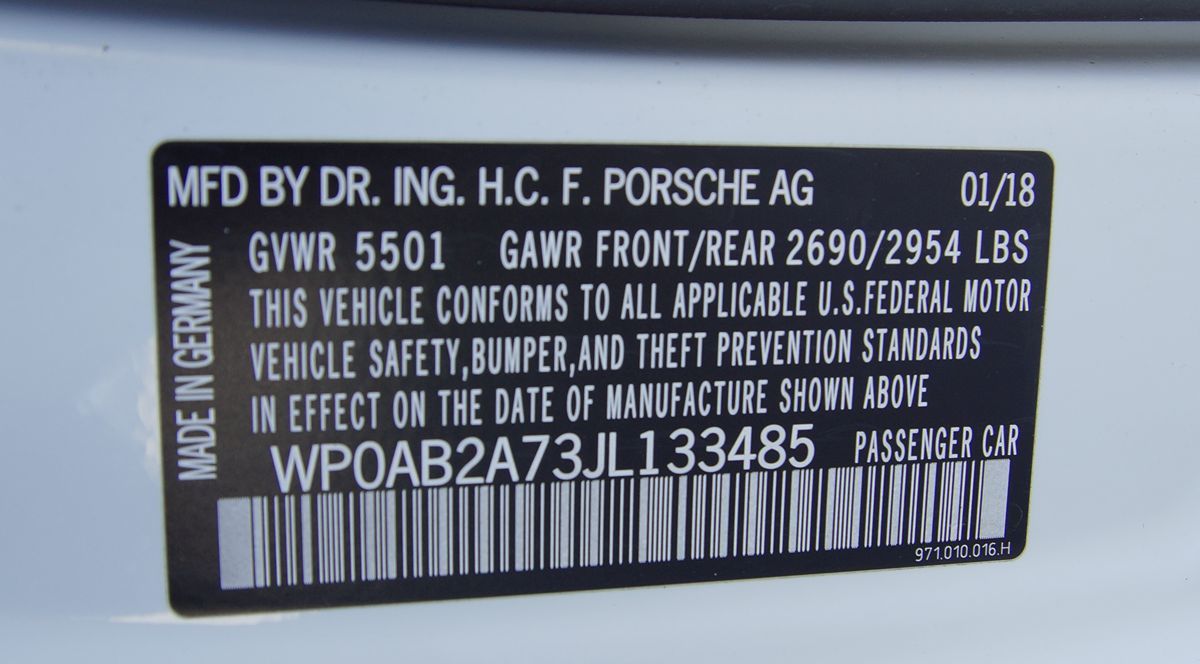 MFD BY DR. ING. H.C. F. PORSCHE AG 01/18
GVWR 5501 GAWR FRONT/REAR 2690/2954 LBS
THIS VEHICLE CONFORMS TO ALL APPLICABLE U.S.FEDERAL MOTOR
VEHICLE SAFETY,BUMPER,AND THEFT PREVENTION STANDARDS
IN EFFECT ON THE DATE OF MANUFACTURE SHOWN ABOVE
WP0AB2A73JL133485 PASSENGER CAR
971.010.016.H
MADE IN GERMANY